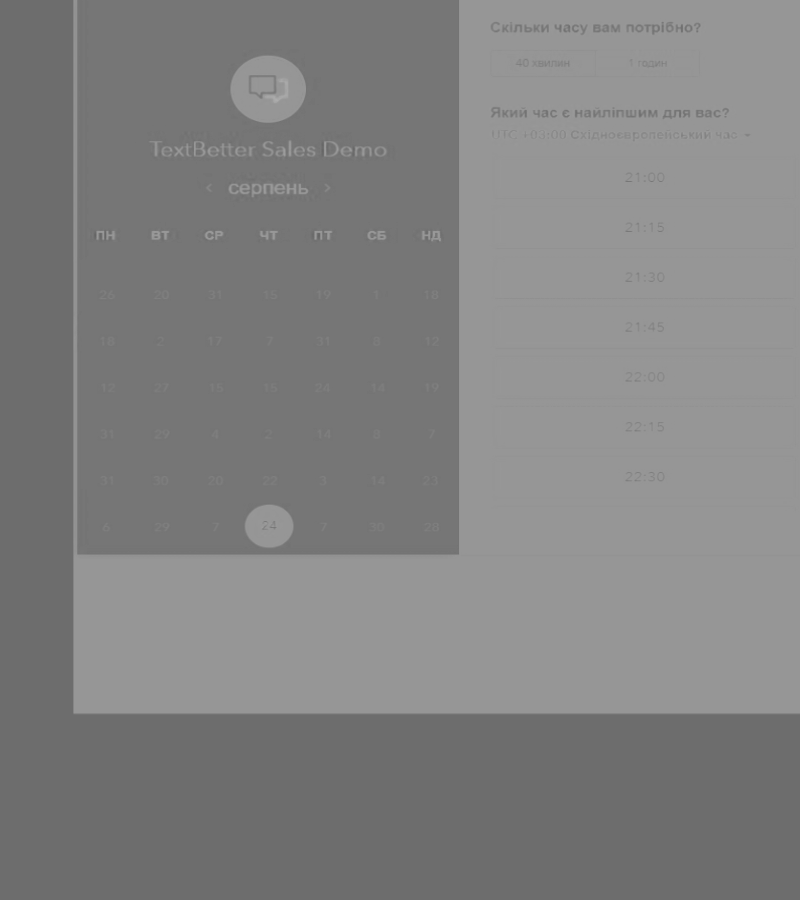 TextBetter Sales Demo
< серпень >
ПН ВТ СР ЧТ ПТ СБ НД
26 20 31 15 19 1 18
16 2 17 7 31 8 12
12 27 15 15 24 14 19
31 29 4 2 14 8 7
31 30 20 22 3 14 23
6 29 7 24 7 30 28
Скільки часу вам потрібно?
40 хвилин 1 годин
Який час є найліпшим для вас?
UTC +03:00 Східноєвропейський час
21:00
21:15
21:30
21:45
22:00
22:15
22:30